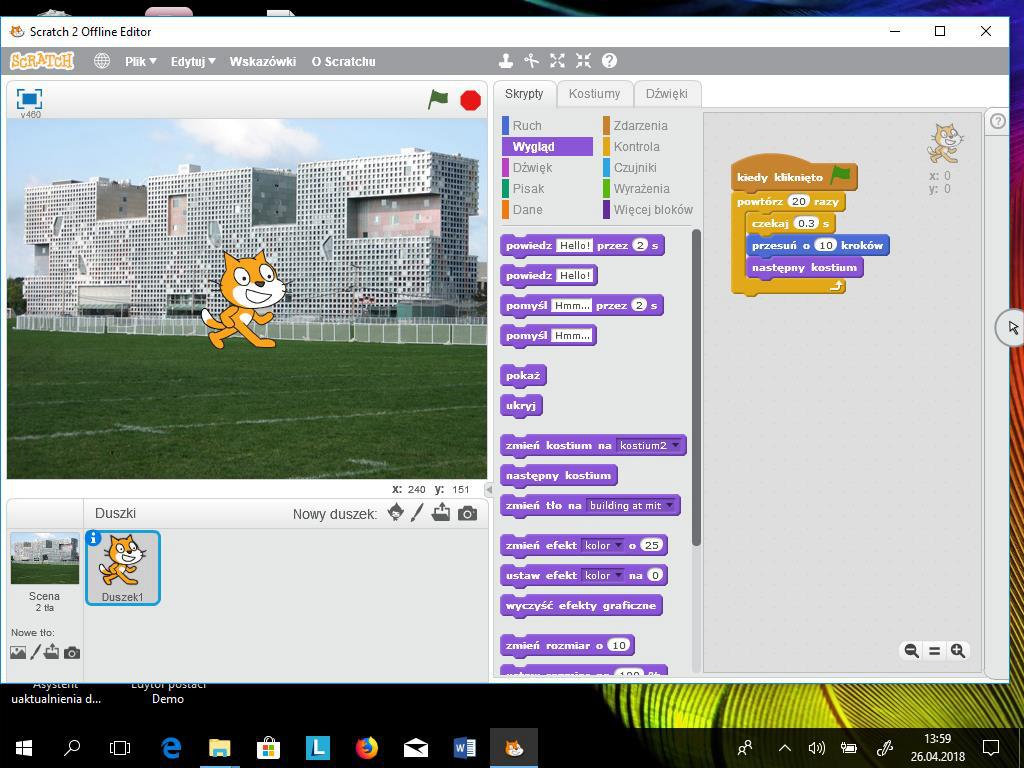 Scratch 2 Offline Editor
SCRATCH Plik Edytuj Wskazówki O Scratchu
v460
x: 240 y: 151
Duszki Nowy duszek:
Duszek1
Scena
2 tła
Nowe tło:
Skrypty Kostiumy Dźwięki
Ruch Zdarzenia
Wygląd Kontrola
Dźwięk Czujniki
Pisak Wyrażenia
Dane Więcej bloków
powiedz Hello! przez 2 s
powiedz Hello!
pomyśl Hmm... przez 2 s
pomyśl Hmm...
pokaż
ukryj
zmień kostium na kostium2
następny kostium
zmień tło na building at mit
zmień efekt kolor o 25
ustaw efekt kolor na 0
wyczyść efekty graficzne
zmień rozmiar o 10
x: 0
y: 0
kiedy kliknięto
powtórz 20 razy
czekaj 0.3 s
przesuń o 10 kroków
następny kostium
Asystent
uaktualnienia d...
Edytor postaci
Demo
13:59
26.04.2018